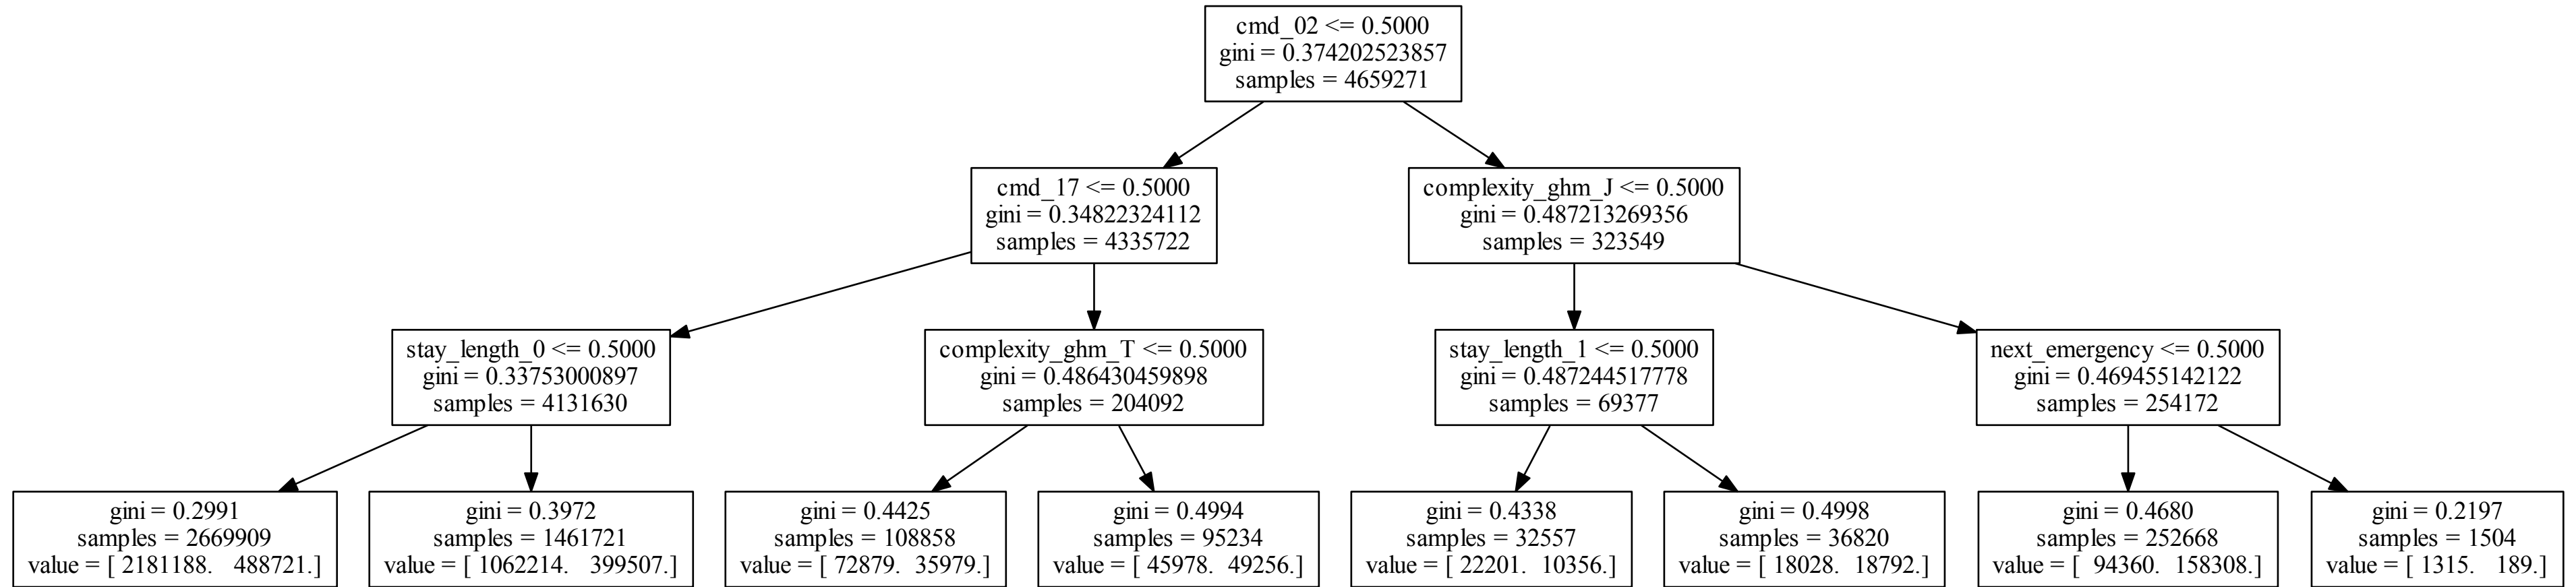 cmd_02 <= 0.5000
gini = 0.374202523857
samples = 4659271
cmd_17 <= 0.5000
gini = 0.34822324112
samples = 4335722
complexity_ghm_J <= 0.5000
gini = 0.487213269356
samples = 323549
stay_length_0 <= 0.5000
gini = 0.33753000897
samples = 4131630
complexity_ghm_T <= 0.5000
gini = 0.486430459898
samples = 204092
stay_length_1 <= 0.5000
gini = 0.487244517778
samples = 69377
next_emergency <= 0.5000
gini = 0.469455142122
samples = 254172
gini = 0.2991
samples = 2669909
value = [ 2181188.   488721.]
gini = 0.3972
samples = 1461721
value = [ 1062214.   399507.]
gini = 0.4425
samples = 108858
value = [ 72879.  35979.]
gini = 0.4994
samples = 95234
value = [ 45978.  49256.]
gini = 0.4338
samples = 32557
value = [ 22201.  10356.]
gini = 0.4998
samples = 36820
value = [ 18028.  18792.]
gini = 0.4680
samples = 252668
value = [  94360.  158308.]
gini = 0.2197
samples = 1504
value = [ 1315.   189.]